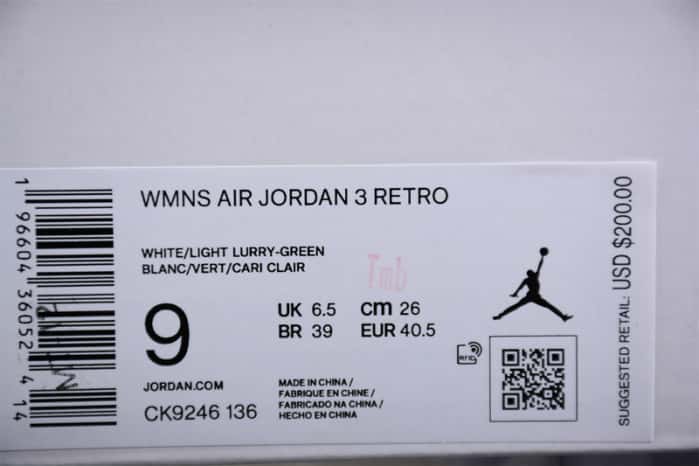 WMNS AIR JORDAN 3 RETRO
WHITE/LIGHT LURRY-GREEN
BLANC/VERT/CARI CLAIR
Tmb
9
UK 6.5 cm 26
BR 39 EUR 40.5
RFID
JORDAN.COM
CK9246 136
MADE IN CHINA /
FABRIQUE EN CHINE /
FABRICADO NA CHINA /
HECHO EN CHINA
1 96604 36052 4 14
SUGGESTED RETAIL: USD $200.00